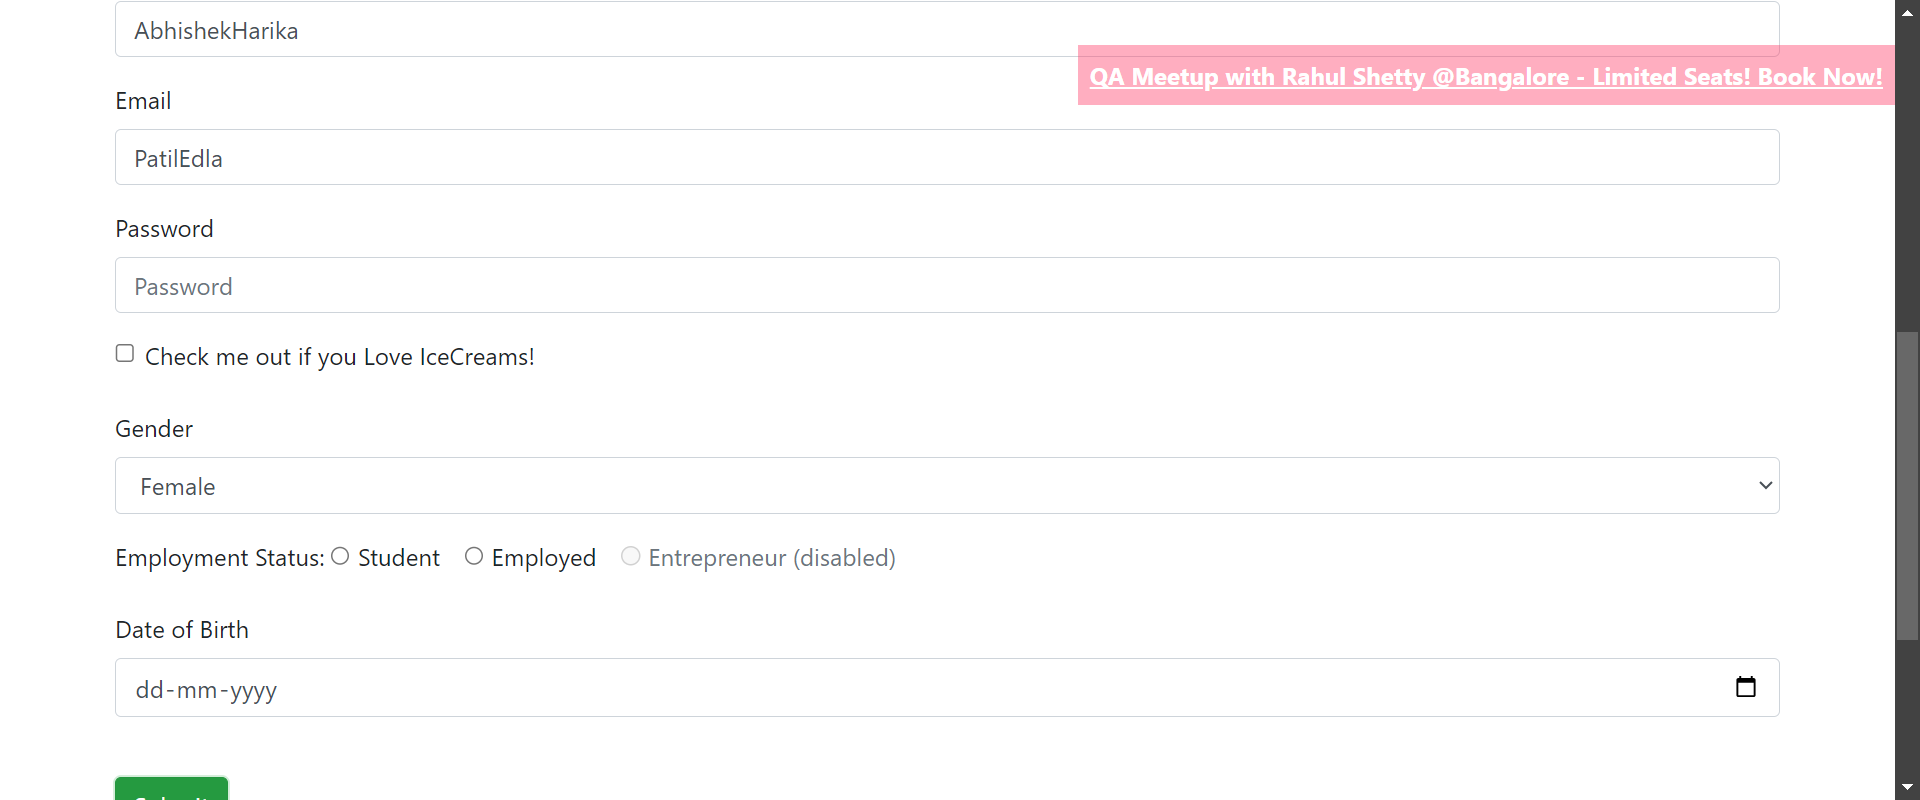 AbhishekHarika
QA Meetup with Rahul Shetty @Bangalore - Limited Seats! Book Now!
Email
PatilEdla
Password
Password
Check me out if you Love IceCreams!
Gender
Female
Employment Status: Student Employed Entrepreneur (disabled)
Date of Birth
dd-mm-yyyy